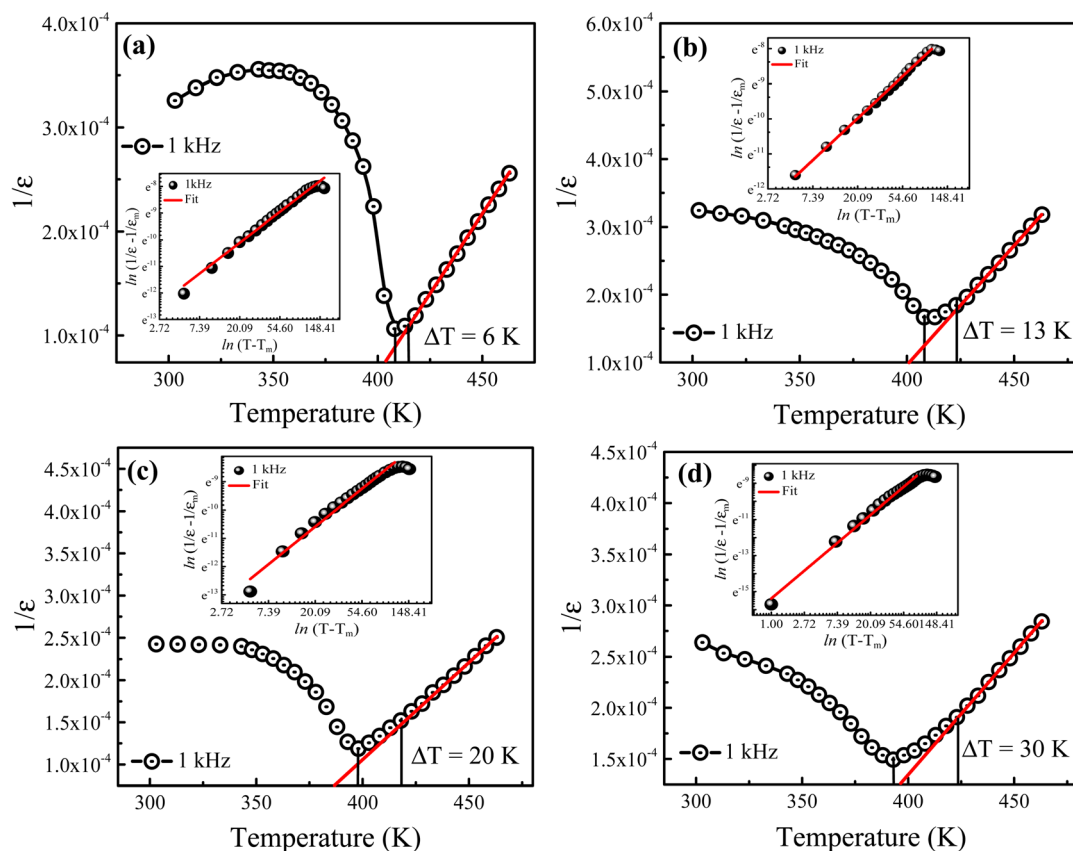 (a)
4.0x10⁻⁴
3.0x10⁻⁴
2.0x10⁻⁴
1.0x10⁻⁴
1/ε
1 kHz
ΔT = 6 K
300 350 400 450
Temperature (K)
1kHz
Fit
e⁻⁸
e⁻⁹
e⁻¹⁰
e⁻¹¹
e⁻¹²
e⁻¹³
ln (1/ε -1/εₘ)
2.72 7.39 20.09 54.60 148.41
ln (T-Tₘ)
(b)
6.0x10⁻⁴
5.0x10⁻⁴
4.0x10⁻⁴
3.0x10⁻⁴
2.0x10⁻⁴
1.0x10⁻⁴
1/ε
1 kHz
ΔT = 13 K
300 350 400 450
Temperature (K)
1 kHz
Fit
e⁻⁸
e⁻⁹
e⁻¹⁰
e⁻¹¹
e⁻¹²
ln (1/ε -1/εₘ)
2.72 7.39 20.09 54.60 148.41
ln (T-Tₘ)
(c)
4.5x10⁻⁴
4.0x10⁻⁴
3.5x10⁻⁴
3.0x10⁻⁴
2.5x10⁻⁴
2.0x10⁻⁴
1.5x10⁻⁴
1.0x10⁻⁴
1/ε
1 kHz
ΔT = 20 K
300 350 400 450
Temperature (K)
1 kHz
Fit
e⁻⁹
e⁻¹⁰
e⁻¹¹
e⁻¹²
e⁻¹³
ln (1/ε -1/εₘ)
2.72 7.39 20.09 54.60 148.41
ln (T-Tₘ)
(d)
4.5x10⁻⁴
4.0x10⁻⁴
3.5x10⁻⁴
3.0x10⁻⁴
2.5x10⁻⁴
2.0x10⁻⁴
1.5x10⁻⁴
1/ε
1 kHz
ΔT = 30 K
300 350 400 450
Temperature (K)
1 kHz
Fit
e⁻⁹
e⁻¹¹
e⁻¹³
e⁻¹⁵
ln (1/ε -1/εₘ)
1.00 2.72 7.39 20.09 54.60 148.41
ln (T-Tₘ)